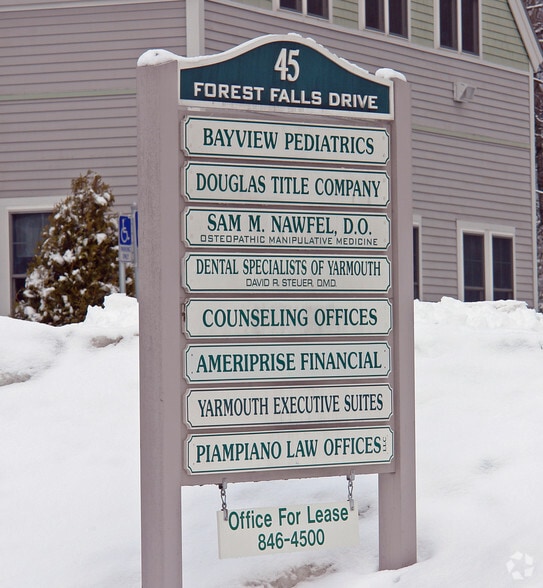 45
FOREST FALLS DRIVE
BAYVIEW PEDIATRICS
DOUGLAS TITLE COMPANY
SAM M. NAWFEL, D.O.
OSTEOPATHIC MANIPULATIVE MEDICINE
DENTAL SPECIALISTS OF YARMOUTH
DAVID R. STEUER, D.M.D.
COUNSELING OFFICES
AMERIPRISE FINANCIAL
YARMOUTH EXECUTIVE SUITES
PIAMPIANO LAW OFFICES LLC
Office For Lease
846-4500